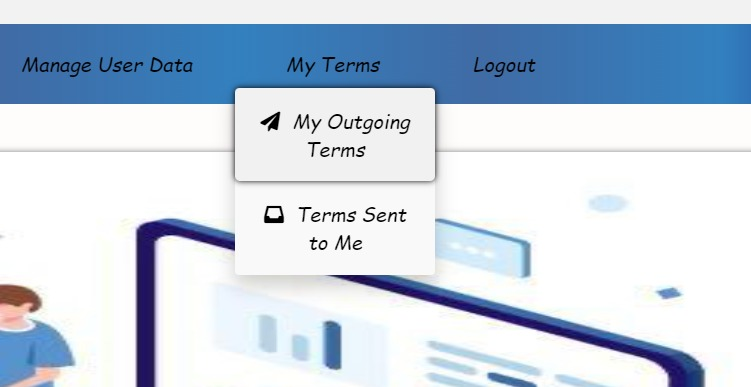 Manage User Data
My Terms
Logout
My Outgoing
Terms
Terms Sent
to Me